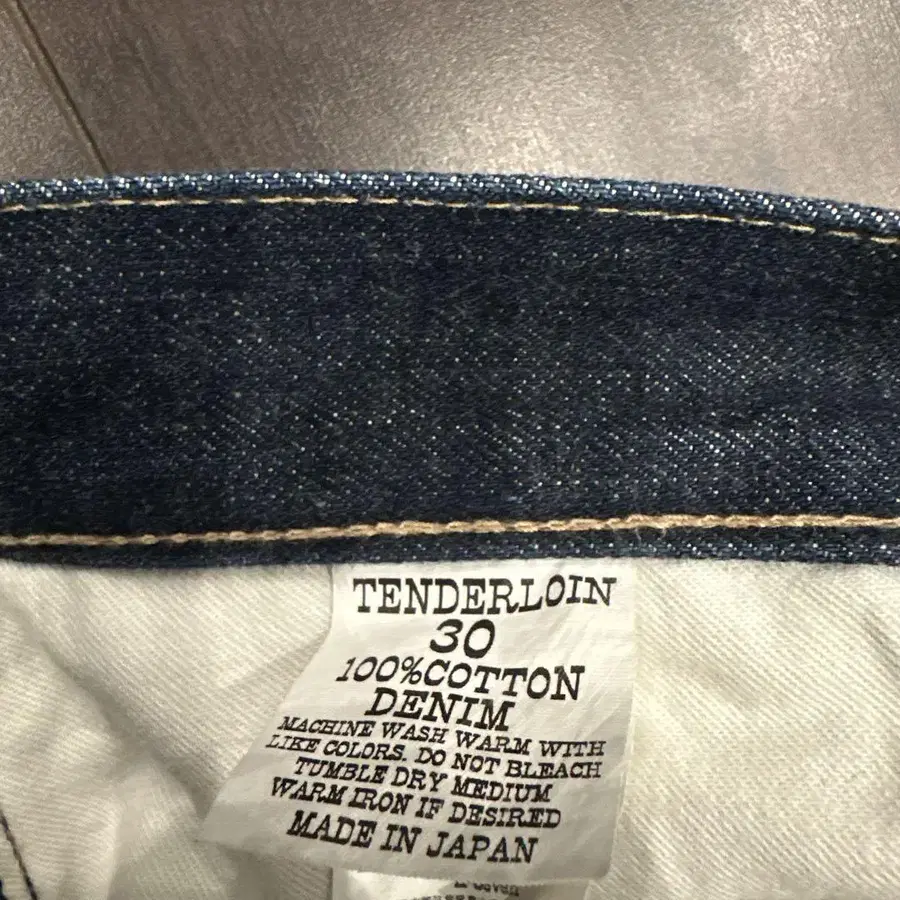 TENDERLOIN
30
100%COTTON
DENIM
MACHINE WASH WARM WITH
LIKE COLORS. DO NOT BLEACH
TUMBLE DRY MEDIUM
WARM IRON IF DESIRED
MADE IN JAPAN